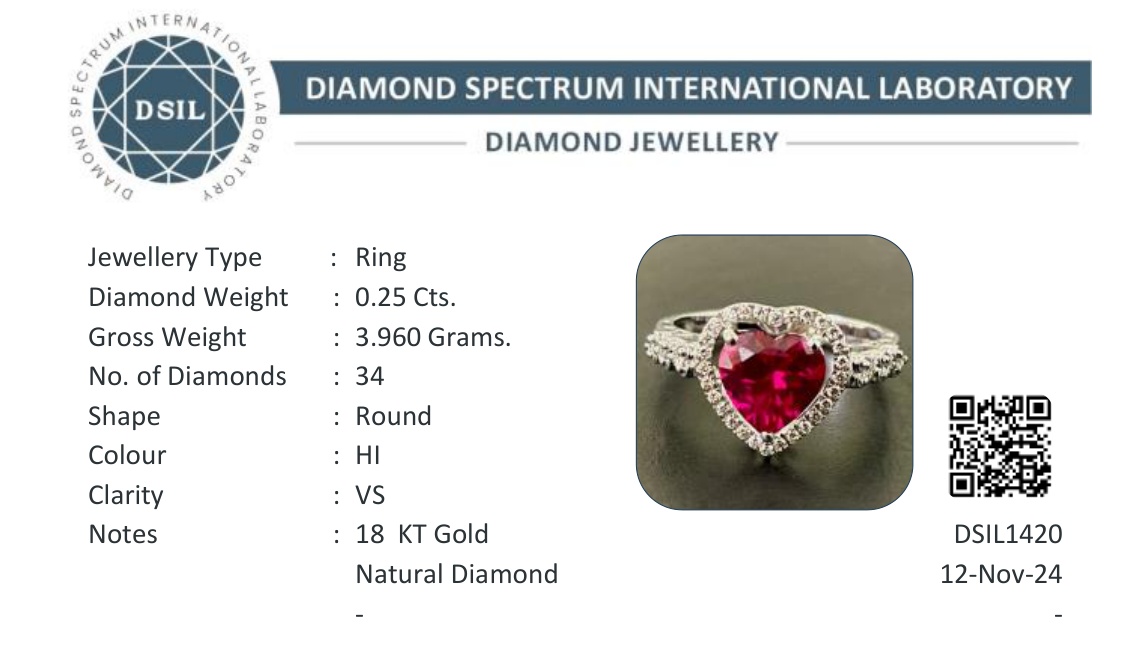 DIAMOND SPECTRUM INTERNATIONAL LABORATORY
DSIL
DIAMOND SPECTRUM INTERNATIONAL LABORATORY
DIAMOND JEWELLERY
Jewellery Type : Ring
Diamond Weight : 0.25 Cts.
Gross Weight : 3.960 Grams.
No. of Diamonds : 34
Shape : Round
Colour : HI
Clarity : VS
Notes : 18 KT Gold
Natural Diamond
-
DSIL1420
12-Nov-24
-